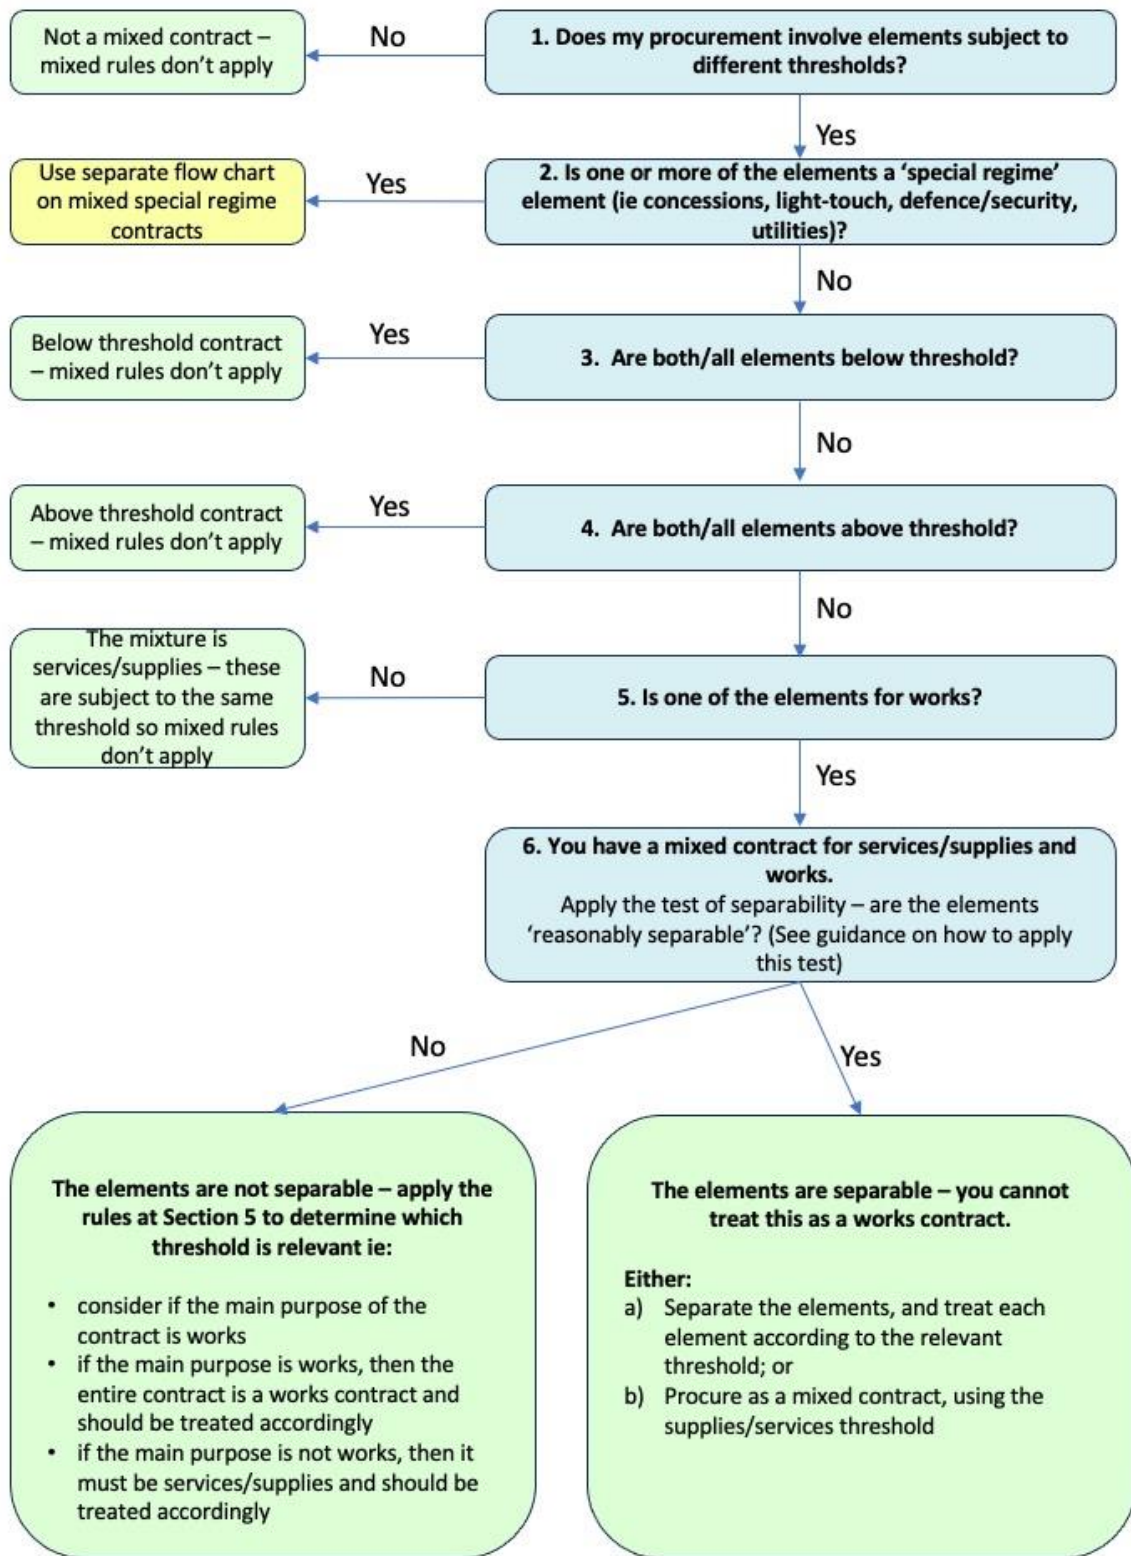 Not a mixed contract –
mixed rules don’t apply
No
1. Does my procurement involve elements subject to
different thresholds?
Yes
Use separate flow chart
on mixed special regime
contracts
Yes
2. Is one or more of the elements a ‘special regime’
element (ie concessions, light-touch, defence/security,
utilities)?
No
Below threshold contract
– mixed rules don’t apply
Yes
3. Are both/all elements below threshold?
No
Above threshold contract
– mixed rules don’t apply
Yes
4. Are both/all elements above threshold?
No
The mixture is
services/supplies – these
are subject to the same
threshold so mixed rules
don’t apply
No
5. Is one of the elements for works?
Yes
6. You have a mixed contract for services/supplies and
works.
Apply the test of separability – are the elements
‘reasonably separable’? (See guidance on how to apply
this test)
No
Yes
The elements are not separable – apply the
rules at Section 5 to determine which
threshold is relevant ie:
• consider if the main purpose of the
contract is works
• if the main purpose is works, then the
entire contract is a works contract and
should be treated accordingly
• if the main purpose is not works, then it
must be services/supplies and should be
treated accordingly
The elements are separable – you cannot
treat this as a works contract.
Either:
a) Separate the elements, and treat each
element according to the relevant
threshold; or
b) Procure as a mixed contract, using the
supplies/services threshold